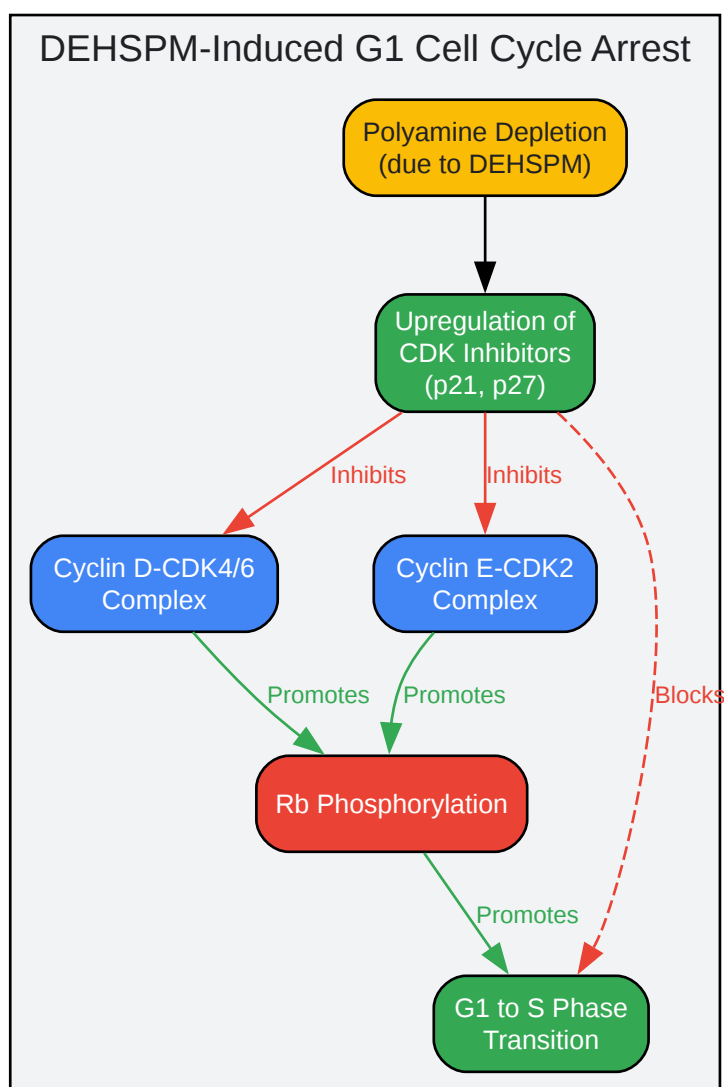 DEHSPM-Induced G1 Cell Cycle Arrest
Polyamine Depletion
(due to DEHSPM)
Upregulation of
CDK Inhibitors
(p21, p27)
Inhibits
Inhibits
Cyclin D-CDK4/6
Complex
Cyclin E-CDK2
Complex
Promotes
Promotes
Blocks
Rb Phosphorylation
Promotes
G1 to S Phase
Transition